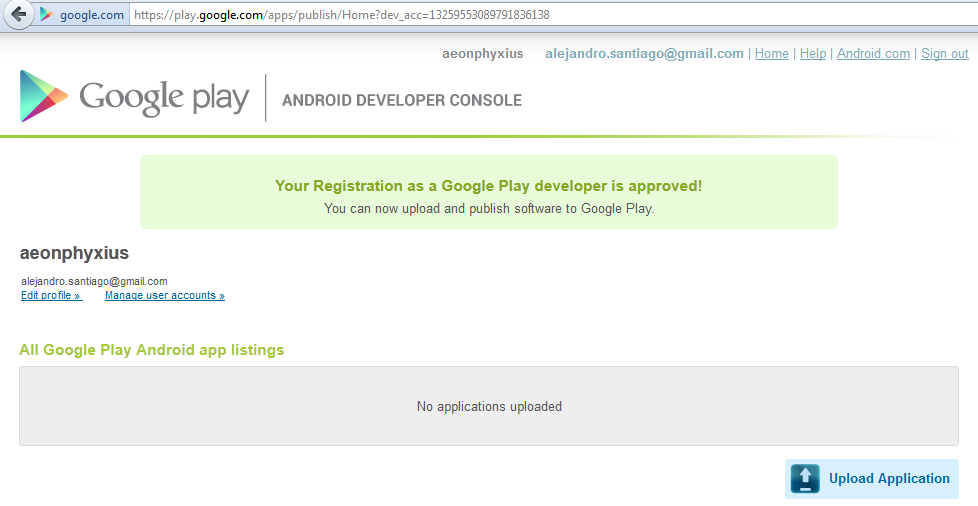 google.com https://play.google.com/apps/publish/Home?dev_acc=13259553089791836138
aeonphyxius alejandro.santiago@gmail.com | Home | Help | Android.com | Sign out
Google play ANDROID DEVELOPER CONSOLE
Your Registration as a Google Play developer is approved!
You can now upload and publish software to Google Play.
aeonphyxius
alejandro.santiago@gmail.com
Edit profile » Manage user accounts »
All Google Play Android app listings
No applications uploaded
Upload Application